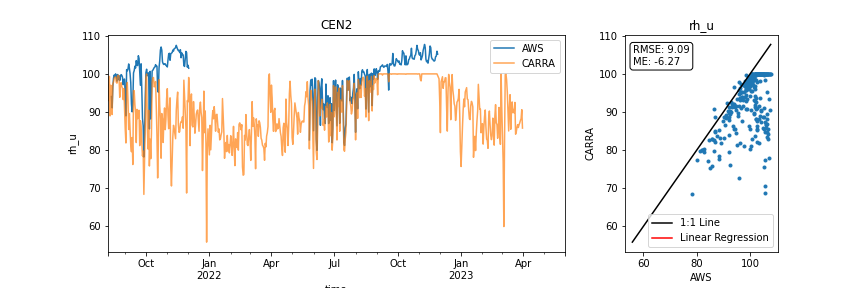 CEN2
110
100
90
80
70
60
rh_u
AWS
CARRA
Oct
Jan
2022
Apr
Jul
Oct
Jan
2023
Apr
rh_u
110
100
90
80
70
60
CARRA
RMSE: 9.09
ME: -6.27
1:1 Line
Linear Regression
60
80
100
AWS